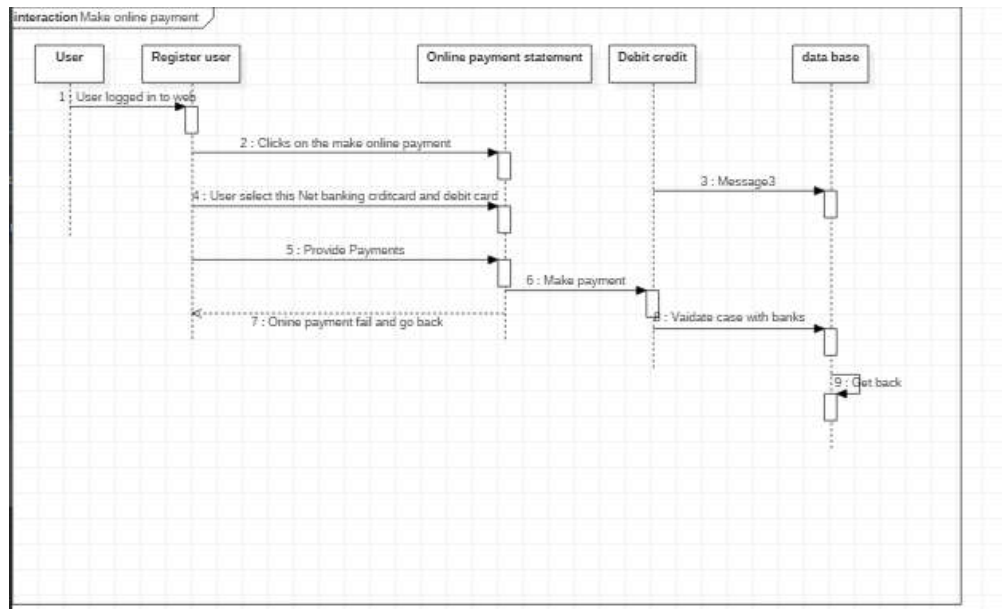 interaction Make online payment
User
Register user
Online payment statement
Debit credit
data base
1 : User logged in to web
2 : Clicks on the make online payment
3 : Message3
4 : User select this Net banking crditcard and debit card
5 : Provide Payments
6 : Make payment
7 : Onine payment fail and go back
8 : Vaidate case with banks
9 : Get back